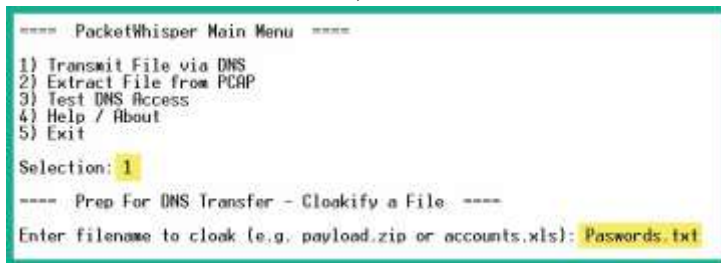 ==== PacketWhisper Main Menu ====
1) Transmit File via DNS
2) Extract File from PCAP
3) Test DNS Access
4) Help / About
5) Exit
Selection: 1
==== Prep For DNS Transfer - Cloakify a File ====
Enter filename to cloak (e.g. payload.zip or accounts.xls): Paswords.txt